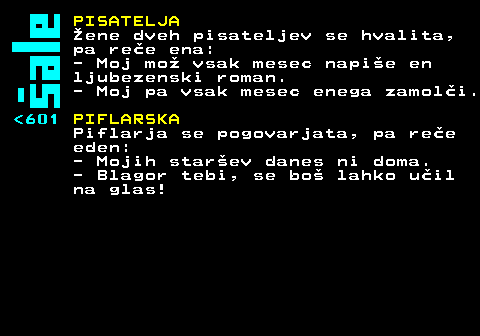 šale
PISATELJA
Žene dveh pisateljev se hvalita,
pa reče ena:
- Moj mož vsak mesec napiše en
ljubezenski roman.
- Moj pa vsak mesec enega zamolči.
<601 PIFLARSKA
Piflarja se pogovarjata, pa reče
eden:
- Mojih staršev danes ni doma.
- Blagor tebi, se boš lahko učil
na glas!